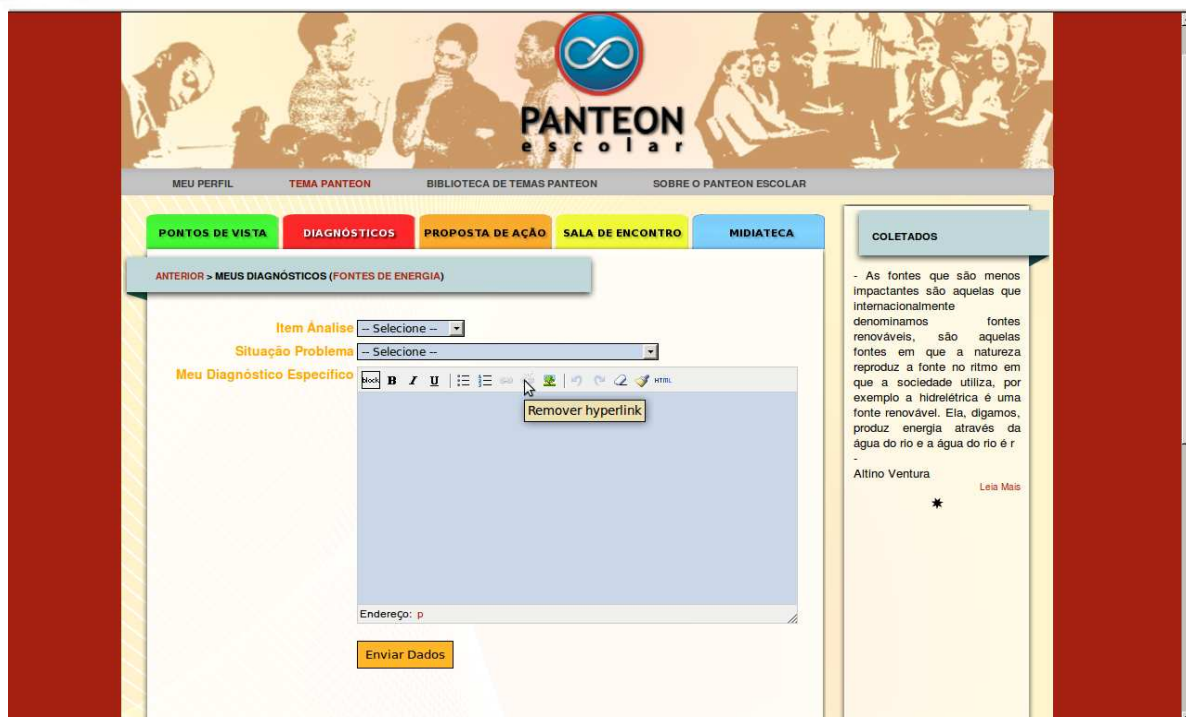 PANTEON
escolar
MEU PERFIL TEMA PANTEON BIBLIOTECA DE TEMAS PANTEON SOBRE O PANTEON ESCOLAR
PONTOS DE VISTA DIAGNÓSTICOS PROPOSTA DE AÇÃO SALA DE ENCONTRO MIDIATECA
ANTERIOR > MEUS DIAGNÓSTICOS (FONTES DE ENERGIA)
Item Ánalise -- Selecione --
Situação Problema -- Selecione --
Meu Diagnóstico Específico
block B I U HTML
Remover hyperlink
Endereço: p
Enviar Dados
COLETADOS
- As fontes que são menos
impactantes são aquelas que
internacionalmente
denominamos fontes
renováveis, são aquelas
fontes em que a natureza
reproduz a fonte no ritmo em
que a sociedade utiliza, por
exemplo a hidrelétrica é uma
fonte renovável. Ela, digamos,
produz energia através da
água do rio e a água do rio é r
-
Altino Ventura
Leia Mais